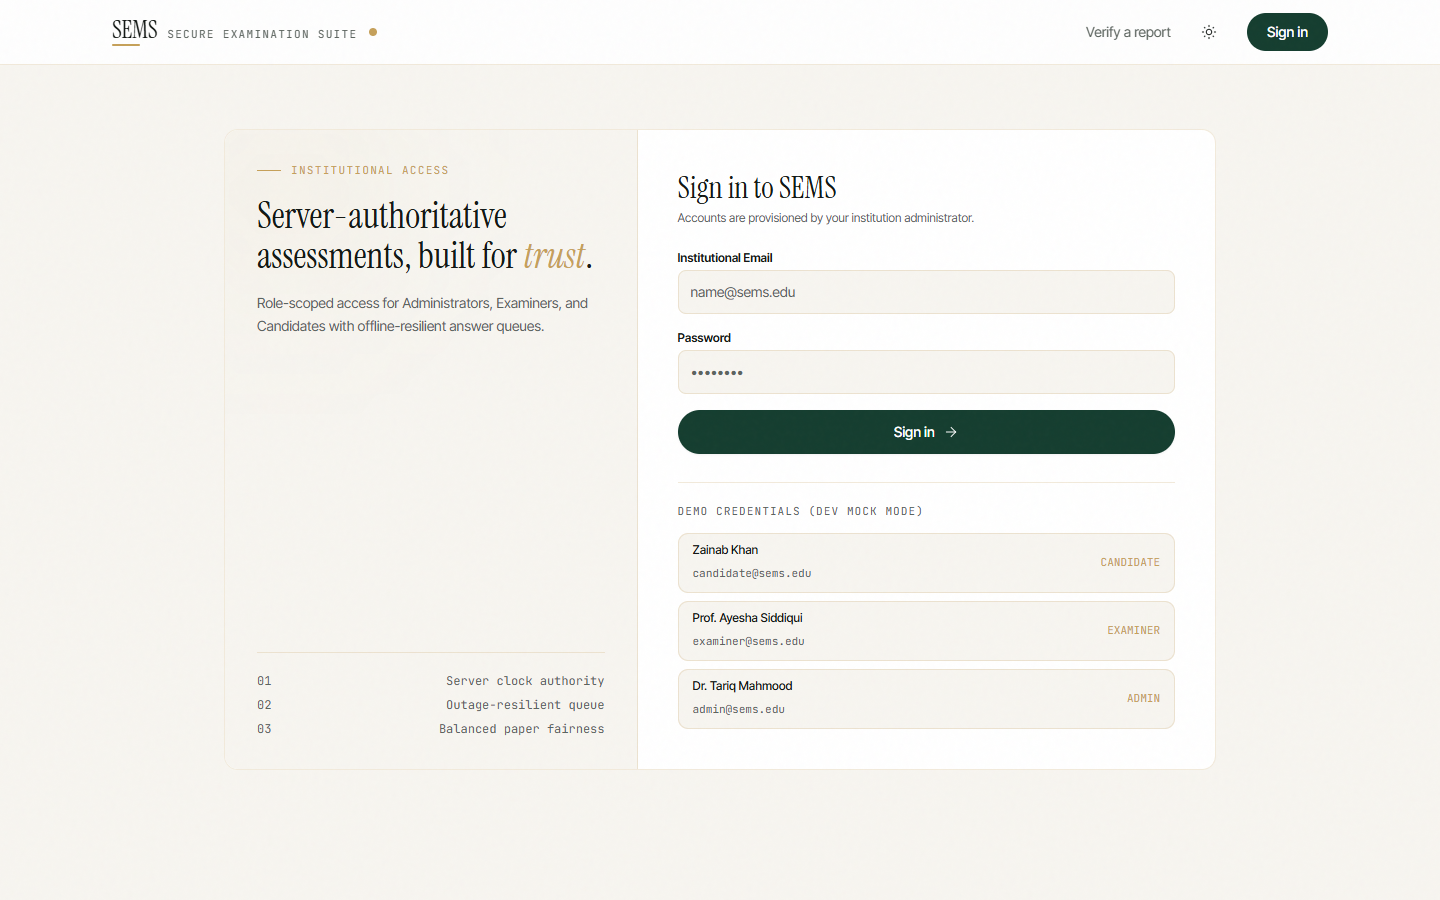 SEMS SECURE EXAMINATION SUITE
Verify a report
Sign in
INSTITUTIONAL ACCESS
Server-authoritative
assessments, built for trust.
Role-scoped access for Administrators, Examiners, and
Candidates with offline-resilient answer queues.
01 Server clock authority
02 Outage-resilient queue
03 Balanced paper fairness
Sign in to SEMS
Accounts are provisioned by your institution administrator.
Institutional Email
name@sems.edu
Password
••••••••
Sign in →
DEMO CREDENTIALS (DEV MOCK MODE)
Zainab Khan
candidate@sems.edu
CANDIDATE
Prof. Ayesha Siddiqui
examiner@sems.edu
EXAMINER
Dr. Tariq Mahmood
admin@sems.edu
ADMIN